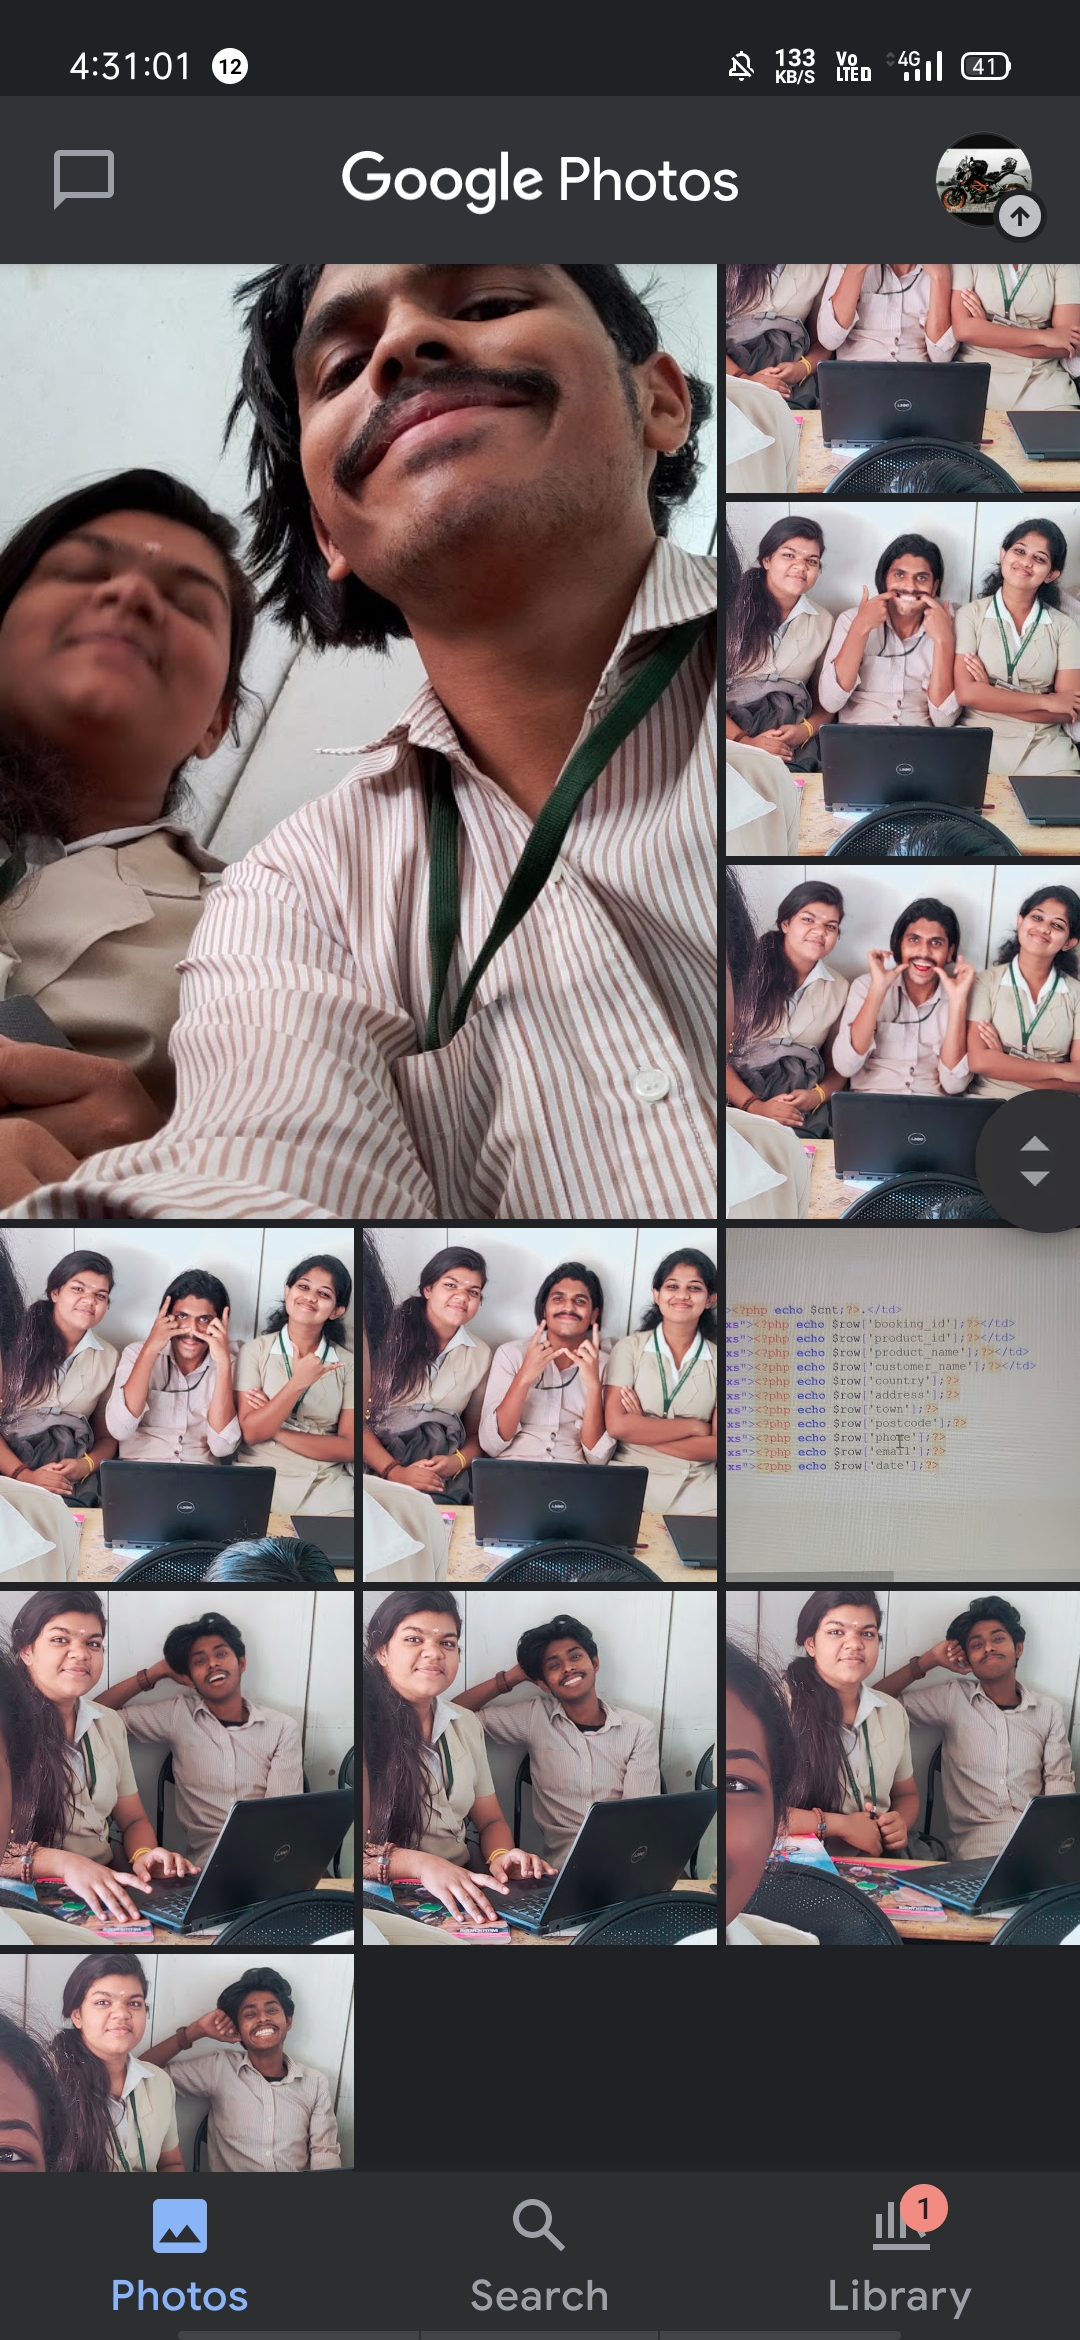 4:31:01 12 133 KB/S Vo LTE 4G 41
Google Photos
><?php echo $cnt;?>.</td>
xs"><?php echo $row['booking_id'];?></td>
xs"><?php echo $row['product_id'];?></td>
xs"><?php echo $row['product_name'];?></td>
xs"><?php echo $row['customer_name'];?></td>
xs"><?php echo $row['country'];?>
xs"><?php echo $row['address'];?>
xs"><?php echo $row['town'];?>
xs"><?php echo $row['postcode'];?>
xs"><?php echo $row['phone'];?>
xs"><?php echo $row['email'];?>
xs"><?php echo $row['date'];?>
1
Photos Search Library